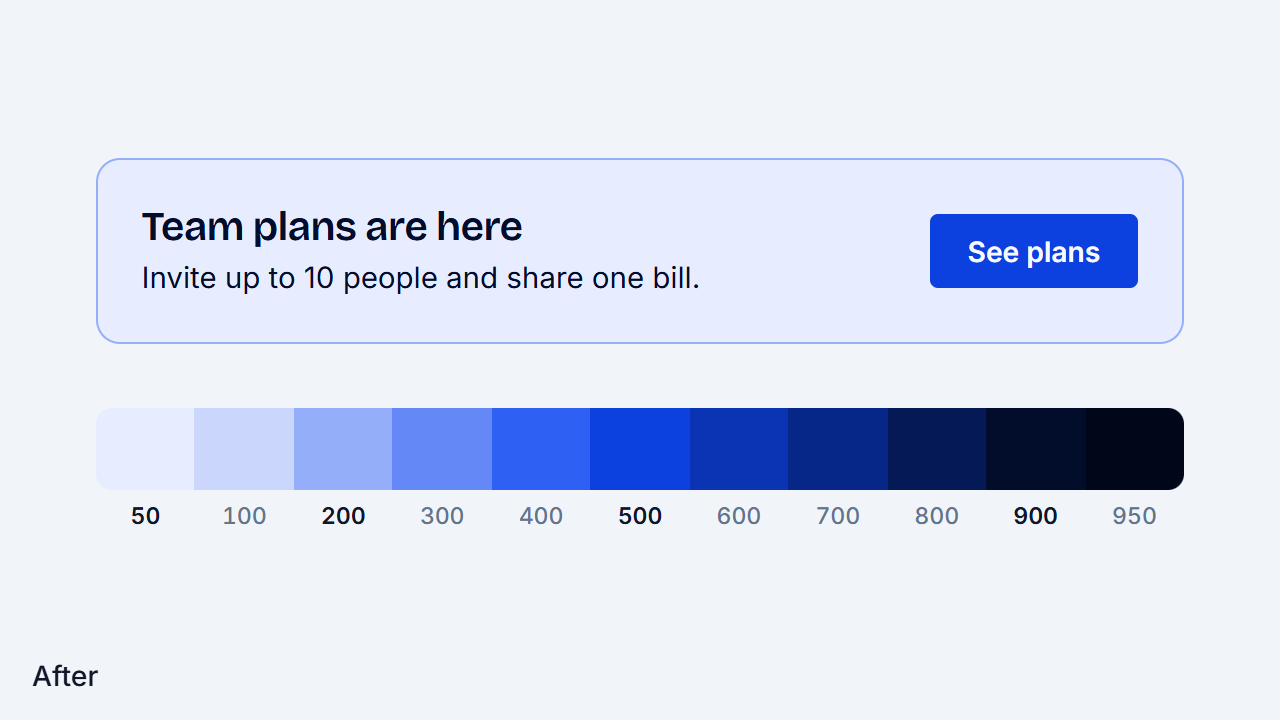 Team plans are here
Invite up to 10 people and share one bill.
See plans
50 100 200 300 400 500 600 700 800 900 950
After